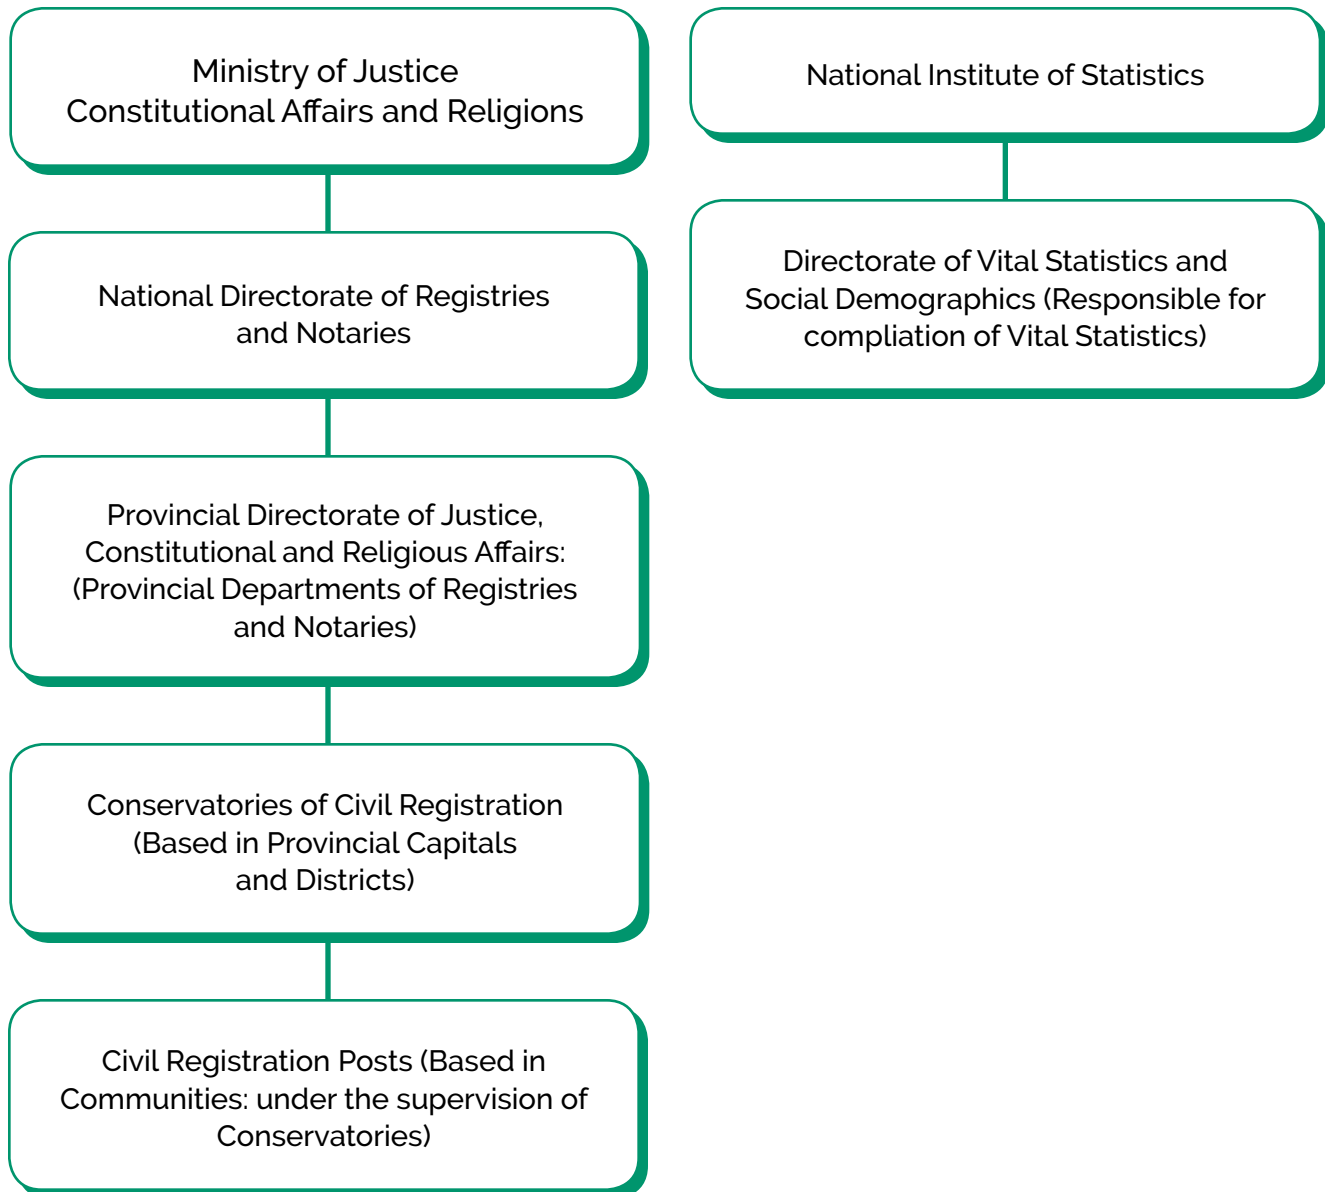 Ministry of Justice
Constitutional Affairs and Religions
National Directorate of Registries
and Notaries
Provincial Directorate of Justice,
Constitutional and Religious Affairs:
(Provincial Departments of Registries
and Notaries)
Conservatories of Civil Registration
(Based in Provincial Capitals
and Districts)
Civil Registration Posts (Based in
Communities: under the supervision of
Conservatories)
National Institute of Statistics
Directorate of Vital Statistics and
Social Demographics (Responsible for
compliation of Vital Statistics)